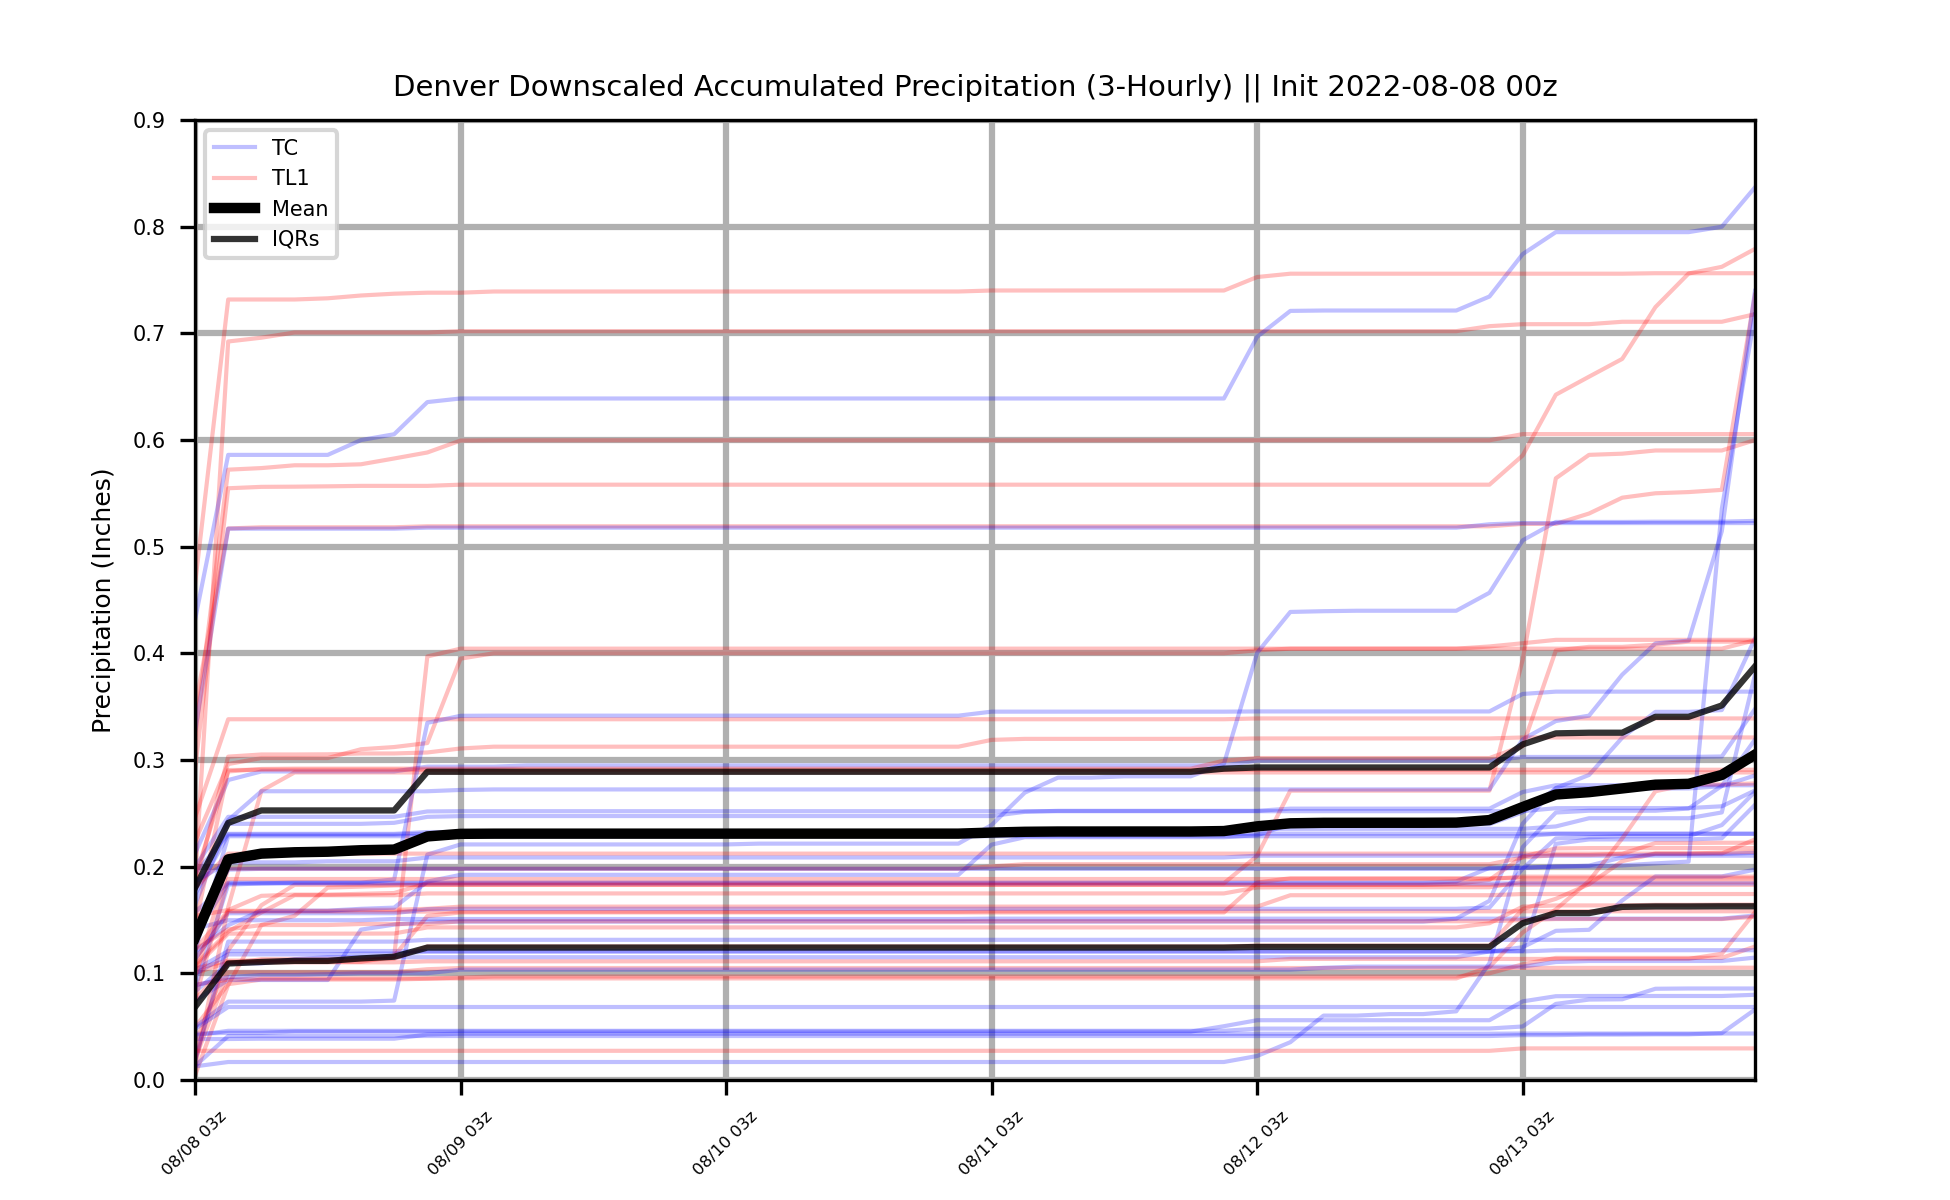 Denver Downscaled Accumulated Precipitation (3-Hourly) || Init 2022-08-08 00z
TC
TL1
Mean
IQRs
Precipitation (Inches)
0.9
0.8
0.7
0.6
0.5
0.4
0.3
0.2
0.1
0.0
08/08 03z
08/09 03z
08/10 03z
08/11 03z
08/12 03z
08/13 03z